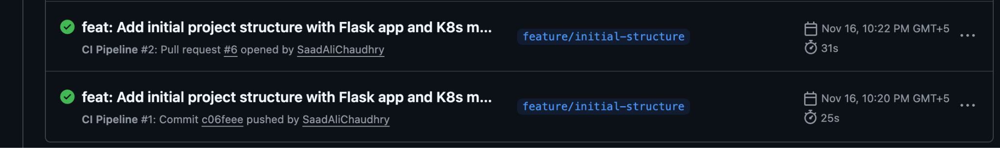 feat: Add initial project structure with Flask app and K8s m...
feature/initial-structure
Nov 16, 10:22 PM GMT+5
CI Pipeline #2: Pull request #6 opened by SaadAliChaudhry
31s
feat: Add initial project structure with Flask app and K8s m...
feature/initial-structure
Nov 16, 10:20 PM GMT+5
CI Pipeline #1: Commit c06feee pushed by SaadAliChaudhry
25s